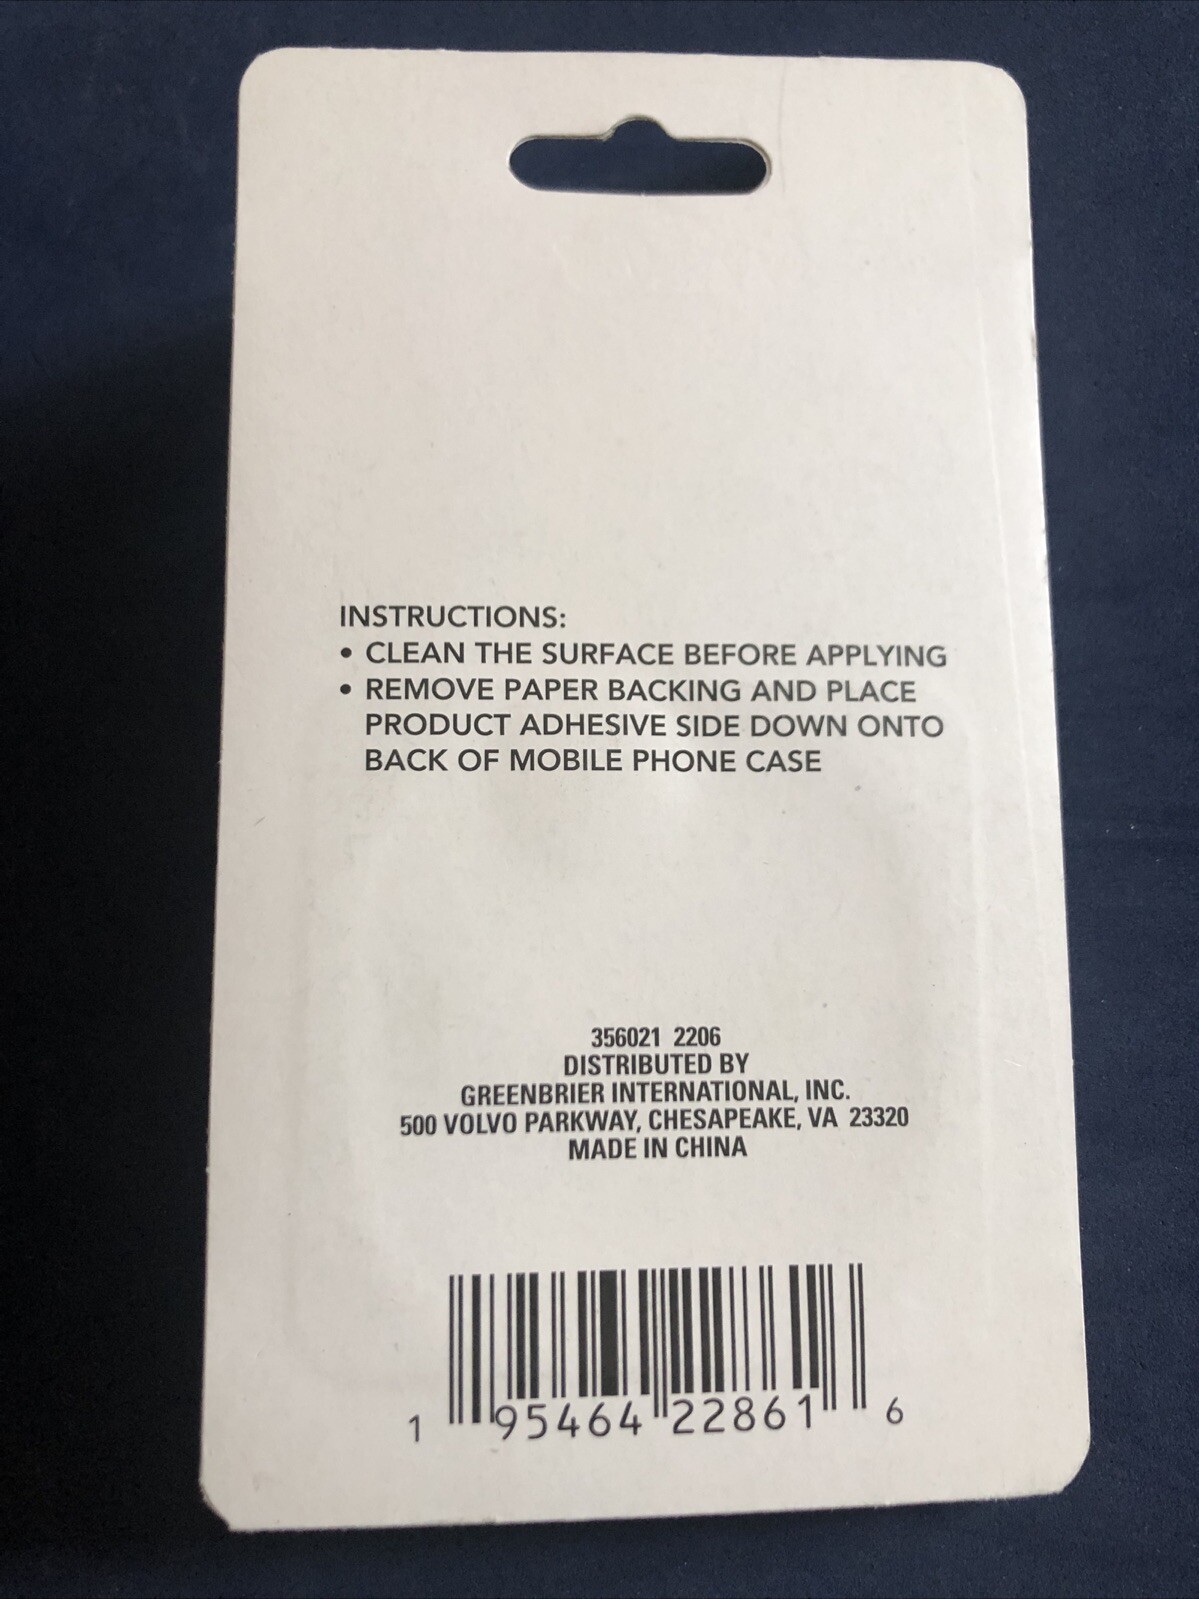 INSTRUCTIONS:
• CLEAN THE SURFACE BEFORE APPLYING
• REMOVE PAPER BACKING AND PLACE
PRODUCT ADHESIVE SIDE DOWN ONTO
BACK OF MOBILE PHONE CASE
356021 2206
DISTRIBUTED BY
GREENBRIER INTERNATIONAL, INC.
500 VOLVO PARKWAY, CHESAPEAKE, VA 23320
MADE IN CHINA
1 95464 22861 6